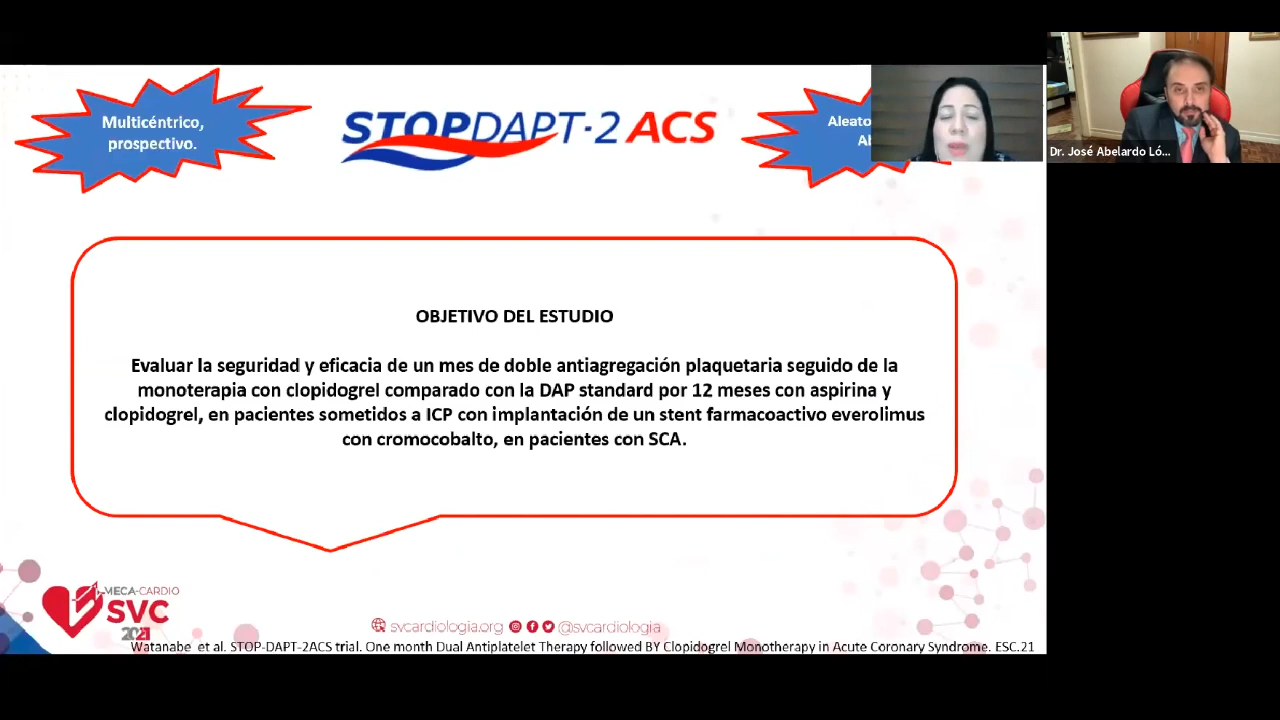 Multicéntrico,
prospectivo.
STOPDAPT-2 ACS
Dr. José Abelardo Ló...
OBJETIVO DEL ESTUDIO
Evaluar la seguridad y eficacia de un mes de doble antiagregación plaquetaria seguido de la
monoterapia con clopidogrel comparado con la DAP standard por 12 meses con aspirina y
clopidogrel, en pacientes sometidos a ICP con implantación de un stent farmacoactivo everolimus
con cromocobalto, en pacientes con SCA.
MECA-CARDIO
SVC
2021
svcardiologia.org @svcardiologia
Watanabe et al. STOP-DAPT-2ACS trial. One month Dual Antiplatelet Therapy followed BY Clopidogrel Monotherapy in Acute Coronary Syndrome. ESC.21